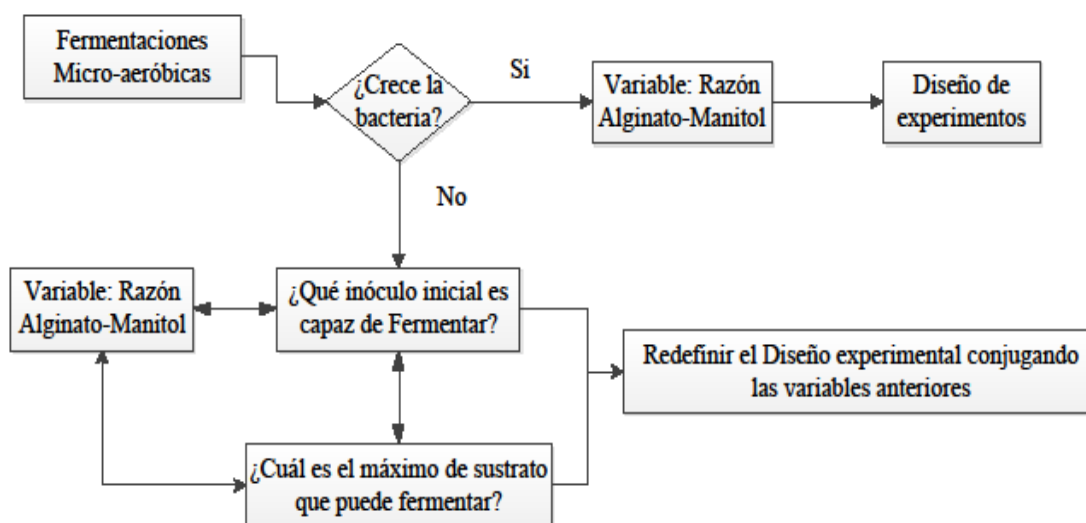 Fermentaciones
Micro-aeróbicas
¿Crece la
bacteria?
Si
Variable: Razón
Alginato-Manitol
Diseño de
experimentos
No
Variable: Razón
Alginato-Manitol
¿Qué inóculo inicial es
capaz de Fermentar?
Redefinir el Diseño experimental conjugando
las variables anteriores
¿Cuál es el máximo de sustrato
que puede fermentar?